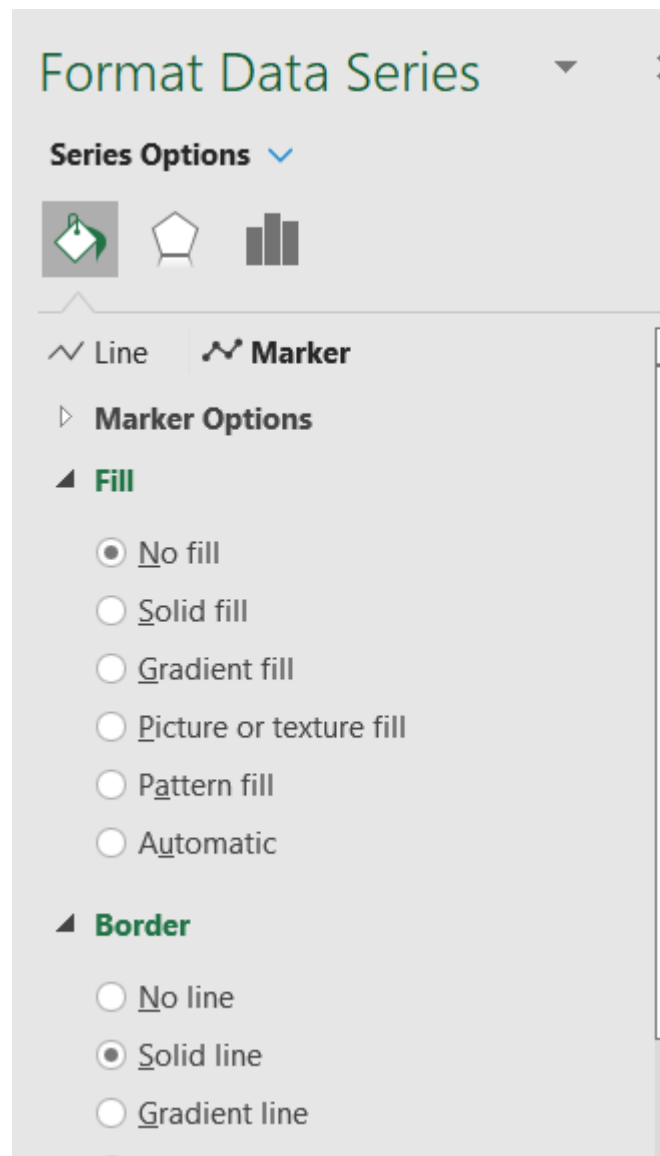 Format Data Series
Series Options
Line Marker
Marker Options
Fill
No fill
Solid fill
Gradient fill
Picture or texture fill
Pattern fill
Automatic
Border
No line
Solid line
Gradient line